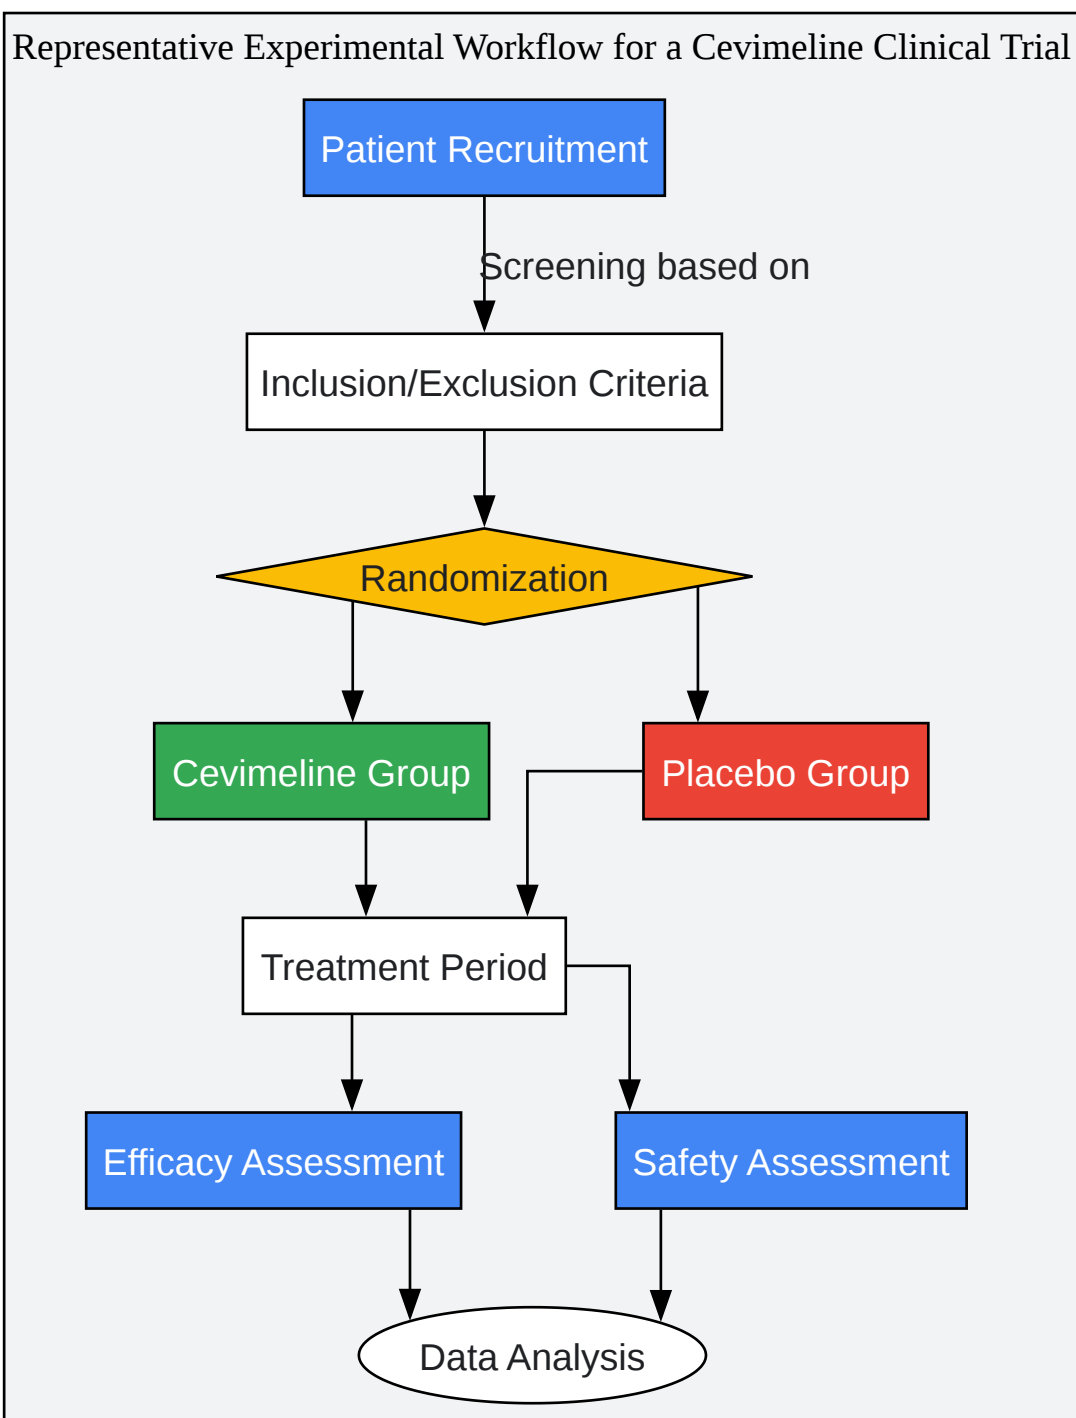 Representative Experimental Workflow for a Cevimeline Clinical Trial
Patient Recruitment
Screening based on
Inclusion/Exclusion Criteria
Randomization
Cevimeline Group
Placebo Group
Treatment Period
Efficacy Assessment
Safety Assessment
Data Analysis